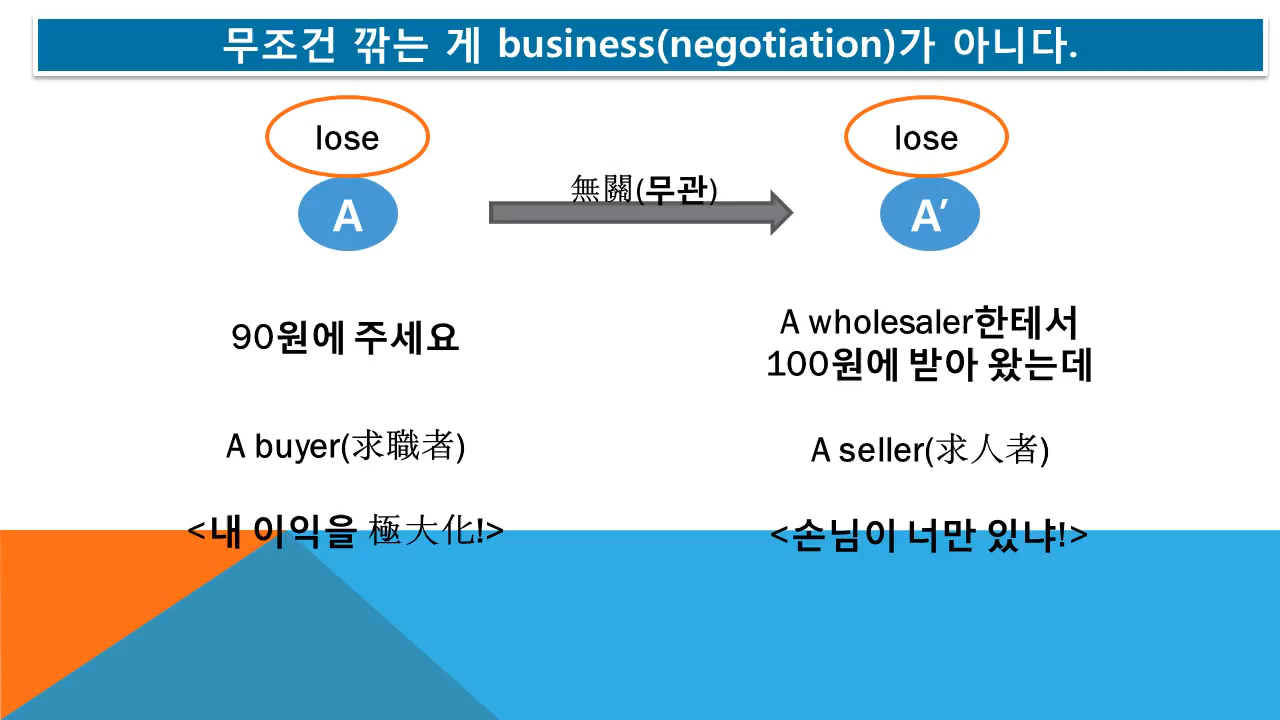 무조건 깎는 게 business(negotiation)가 아니다.
lose
lose
無關(무관)
A
A′
90원에 주세요
A wholesaler한테서
100원에 받아 왔는데
A buyer(求職者)
A seller(求人者)
<내 이익을 極大化!>
<손님이 너만 있냐!>